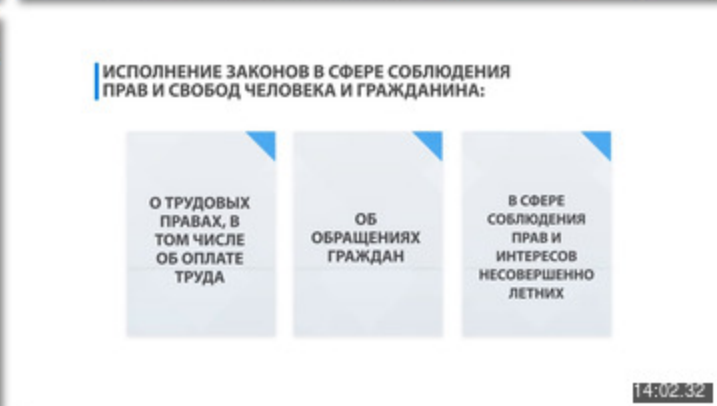 ИСПОЛНЕНИЕ ЗАКОНОВ В СФЕРЕ СОБЛЮДЕНИЯ
ПРАВ И СВОБОД ЧЕЛОВЕКА И ГРАЖДАНИНА:
О ТРУДОВЫХ
ПРАВАХ, В
ТОМ ЧИСЛЕ
ОБ ОПЛАТЕ
ТРУДА
ОБ
ОБРАЩЕНИЯХ
ГРАЖДАН
В СФЕРЕ
СОБЛЮДЕНИЯ
ПРАВ И
ИНТЕРЕСОВ
НЕСОВЕРШЕННО
ЛЕТНИХ
14:02.32